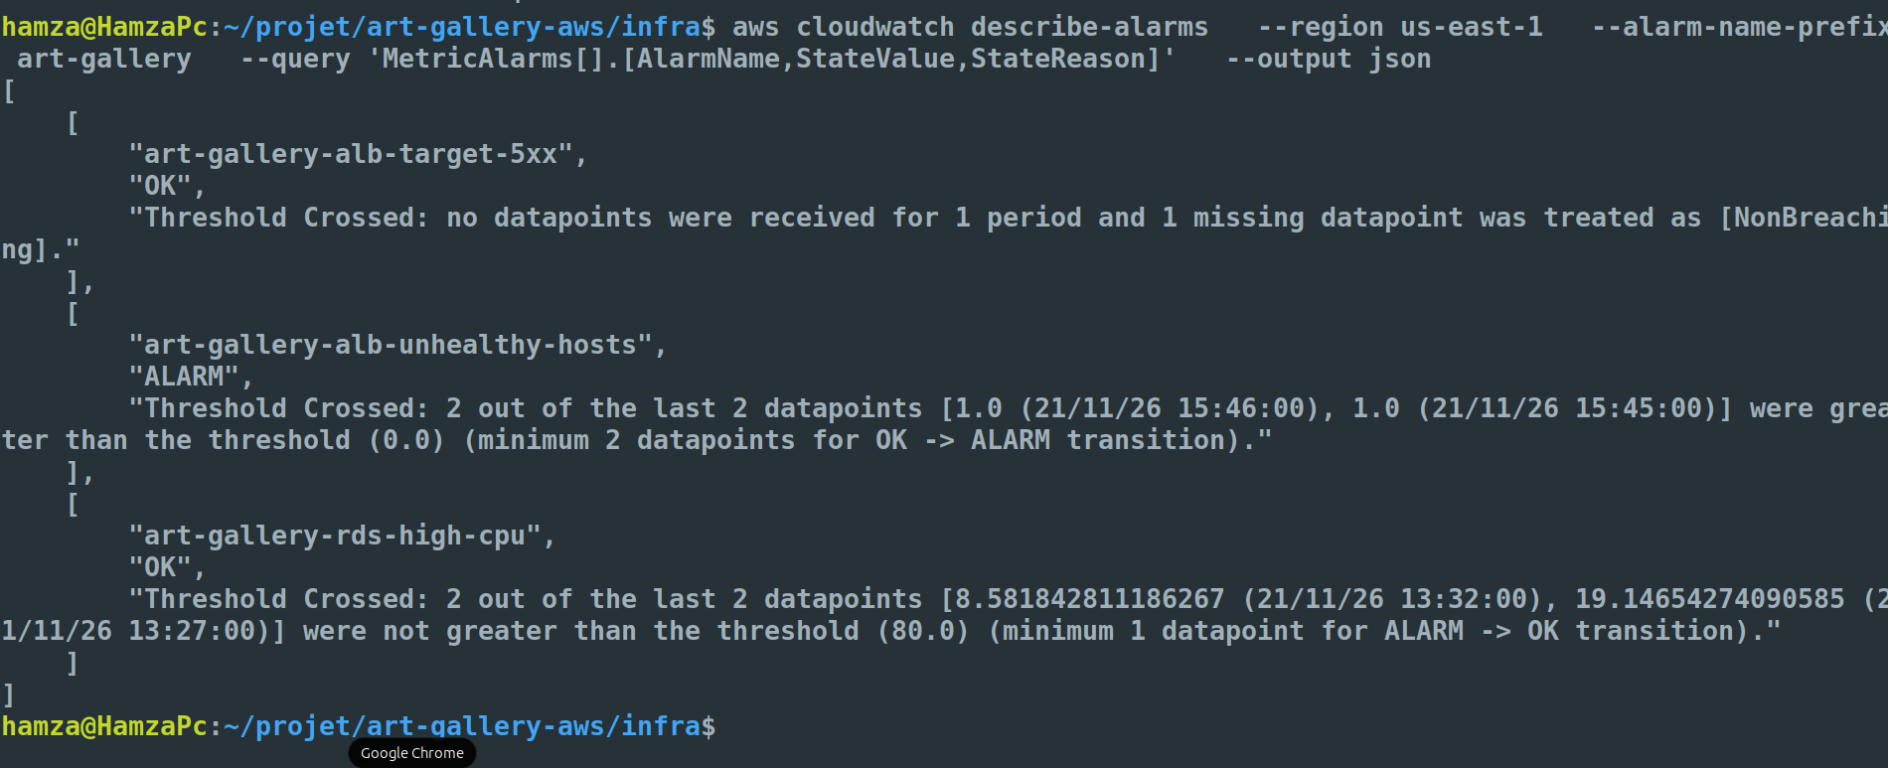 hamza@HamzaPc:~/projet/art-gallery-aws/infra$ aws cloudwatch describe-alarms   --region us-east-1   --alarm-name-prefix
 art-gallery   --query 'MetricAlarms[].[AlarmName,StateValue,StateReason]'   --output json
[
    [
        "art-gallery-alb-target-5xx",
        "OK",
        "Threshold Crossed: no datapoints were received for 1 period and 1 missing datapoint was treated as [NonBreachi
ng]."
    ],
    [
        "art-gallery-alb-unhealthy-hosts",
        "ALARM",
        "Threshold Crossed: 2 out of the last 2 datapoints [1.0 (21/11/26 15:46:00), 1.0 (21/11/26 15:45:00)] were grea
ter than the threshold (0.0) (minimum 2 datapoints for OK -> ALARM transition)."
    ],
    [
        "art-gallery-rds-high-cpu",
        "OK",
        "Threshold Crossed: 2 out of the last 2 datapoints [8.581842811186267 (21/11/26 13:32:00), 19.14654274090585 (2
1/11/26 13:27:00)] were not greater than the threshold (80.0) (minimum 1 datapoint for ALARM -> OK transition)."
    ]
]
hamza@HamzaPc:~/projet/art-gallery-aws/infra$
Google Chrome